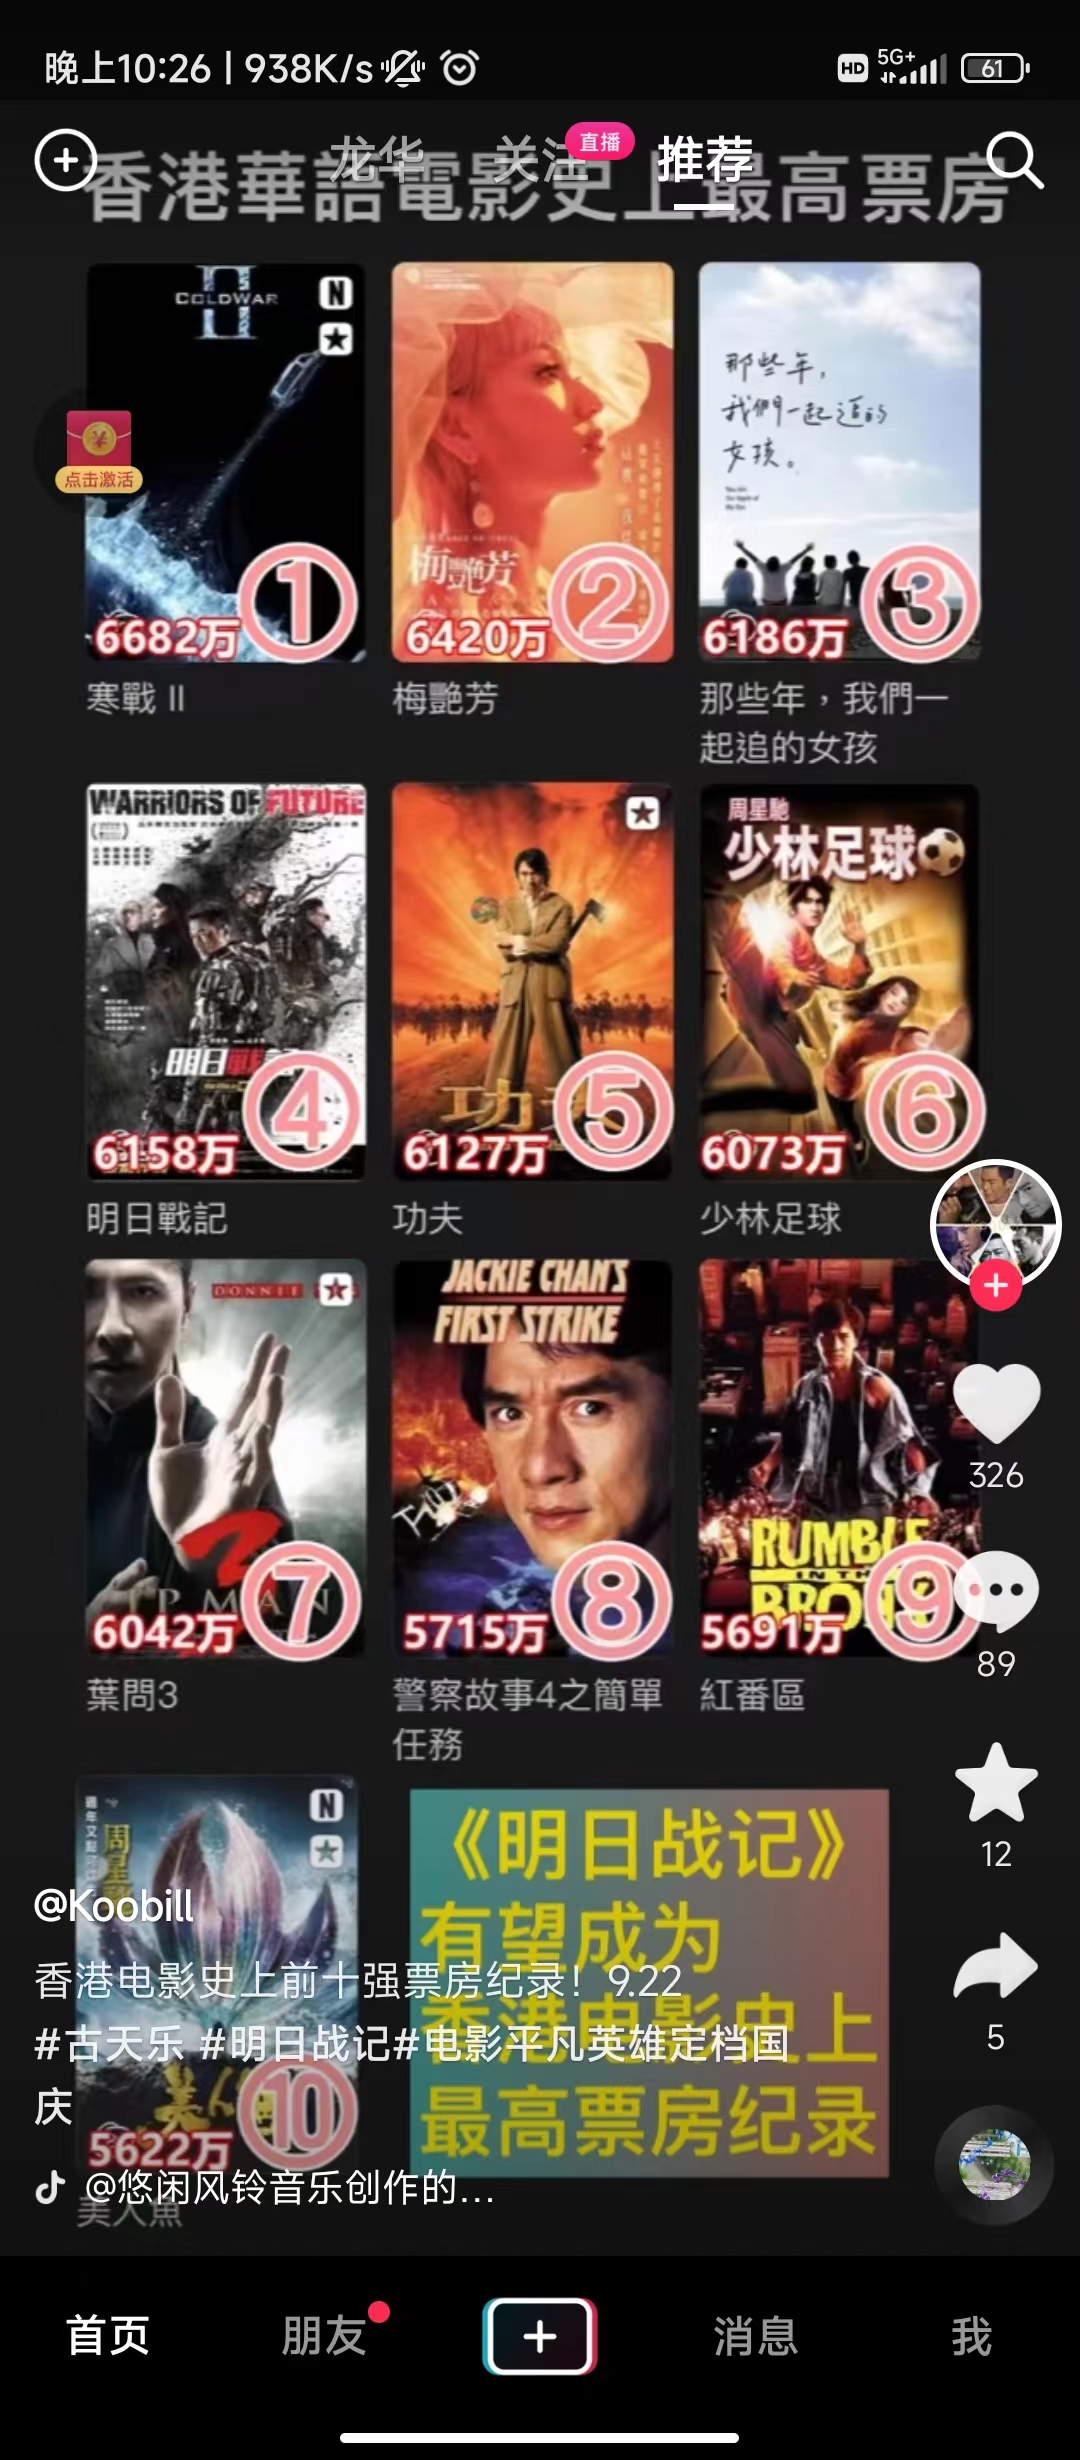 晚上10:26 | 938K/s
HD 5G+ 61
龙华 关注 直播 推荐
香港華語電影史上最高票房
COLDWAR II N
点击激活
梅艷芳
那些年，
我們一起追的
女孩。
6682万 ①
6420万 ②
6186万 ③
寒戰 II
梅艷芳
那些年，我們一
起追的女孩
WARRIORS OF FUTURE
明日戰記
功夫
周星馳
少林足球
6158万 ④
6127万 ⑤
6073万 ⑥
明日戰記
功夫
少林足球
DONNIE
IP MAN 3
JACKIE CHAN'S
FIRST STRIKE
RUMBLE
IN THE
BRONX
6042万 ⑦
5715万 ⑧
5691万 ⑨
326
89
葉問3
警察故事4之簡單
任務
紅番區
N
《明日战记》
有望成为
香港电影史上
最高票房纪录
12
@Koobill
香港电影史上前十强票房纪录！9.22
#古天乐 #明日战记#电影平凡英雄定档国
庆
5
5622万 ⑩
@悠闲风铃音乐创作的...
美人魚
首页 朋友 消息 我